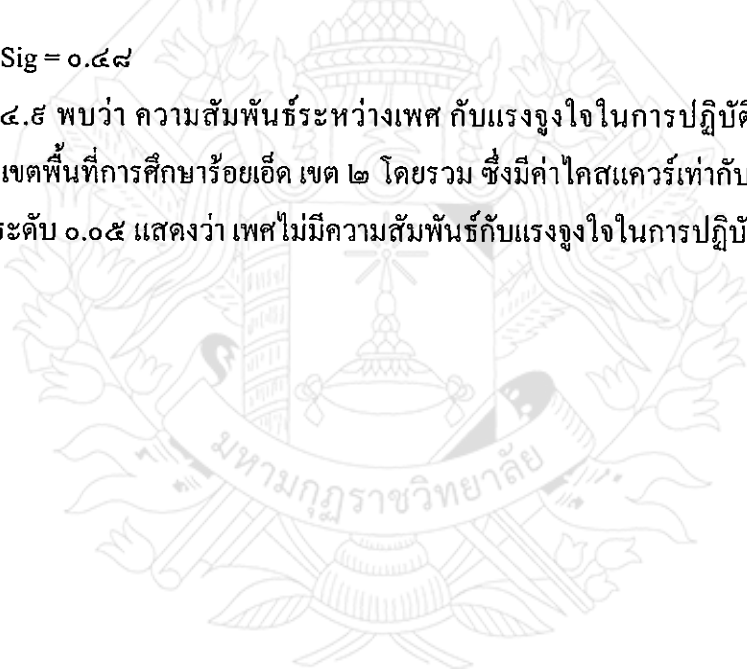 Sig = ๐.๔๘
๔.๙ พบว่า ความสัมพันธ์ระหว่างเพศ กับแรงจูงใจในการปฏิบัติ
เขตพื้นที่การศึกษาร้อยเอ็ด เขต ๒ โดยรวม ซึ่งมีค่าไคสแควร์เท่ากับ
ระดับ ๐.๐๕ แสดงว่า เพศไม่มีความสัมพันธ์กับแรงจูงใจในการปฏิบั
มหามกุฏราชวิทยาลัย